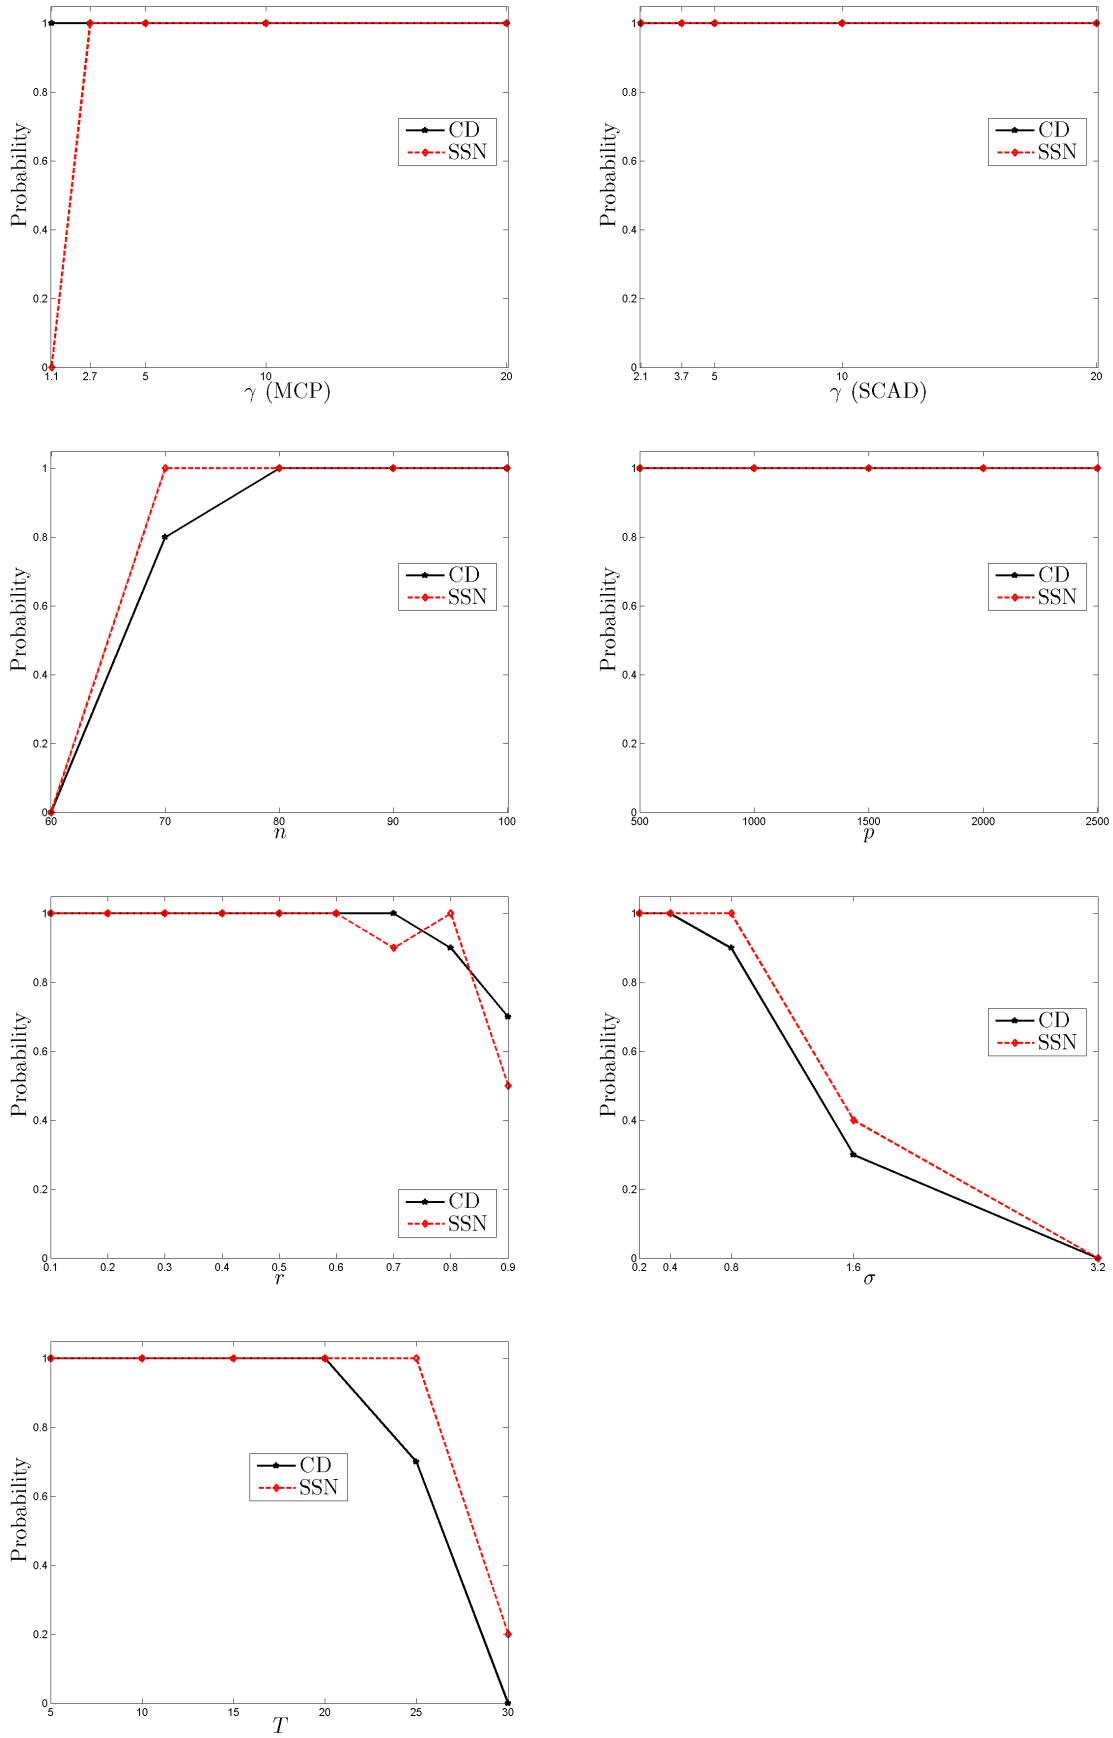 Probability
1
0.8
0.6
0.4
0.2
0
CD
SSN
1.1 2.7 5 10 20
γ (MCP)
Probability
1
0.8
0.6
0.4
0.2
0
CD
SSN
2.1 3.7 5 10 20
γ (SCAD)
Probability
1
0.8
0.6
0.4
0.2
0
CD
SSN
60 70 80 90 100
n
Probability
1
0.8
0.6
0.4
0.2
0
CD
SSN
500 1000 1500 2000 2500
p
Probability
1
0.8
0.6
0.4
0.2
0
CD
SSN
0.1 0.2 0.3 0.4 0.5 0.6 0.7 0.8 0.9
r
Probability
1
0.8
0.6
0.4
0.2
0
CD
SSN
0.2 0.4 0.8 1.6 3.2
σ
Probability
1
0.8
0.6
0.4
0.2
0
CD
SSN
5 10 15 20 25 30
T